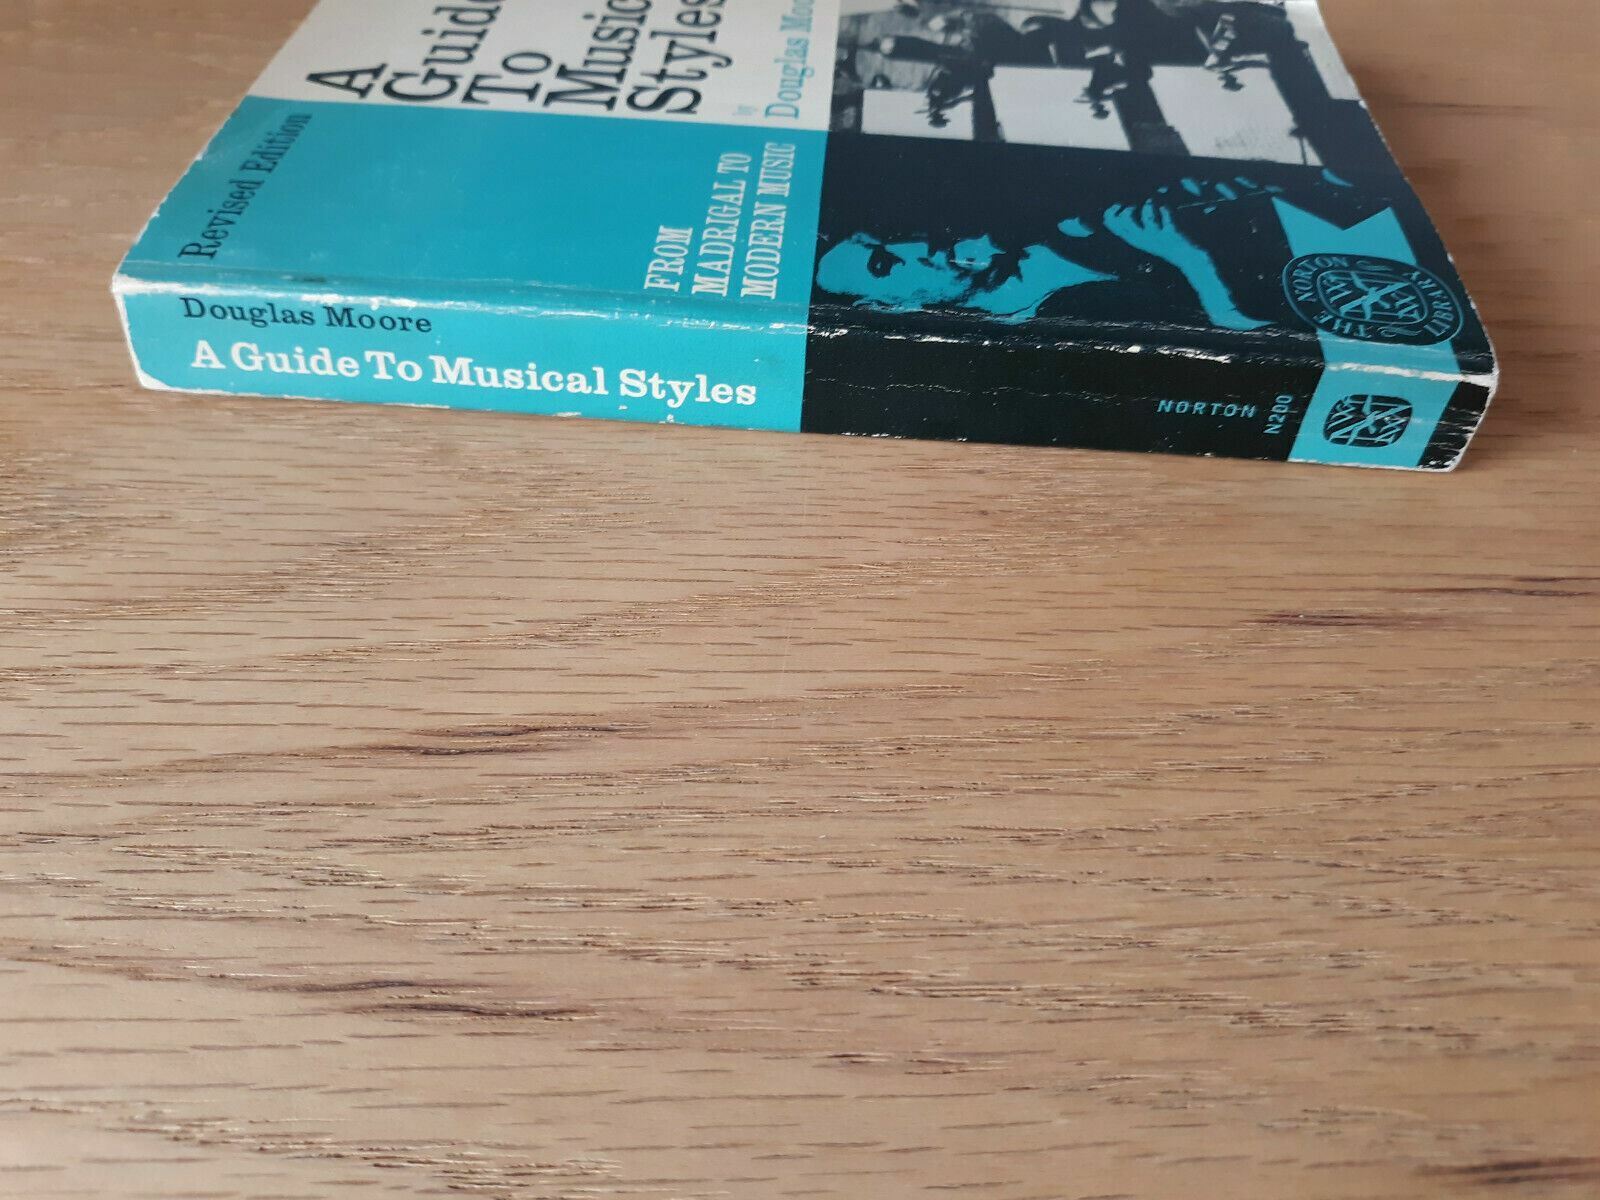 A
Guide
To
Music
Styles
by
Douglas Moo
Revised Edition
FROM
MADRIGAL TO
MODERN MUSIC
THE NORTON LIBRARY
Douglas Moore
A Guide To Musical Styles
NORTON
N200